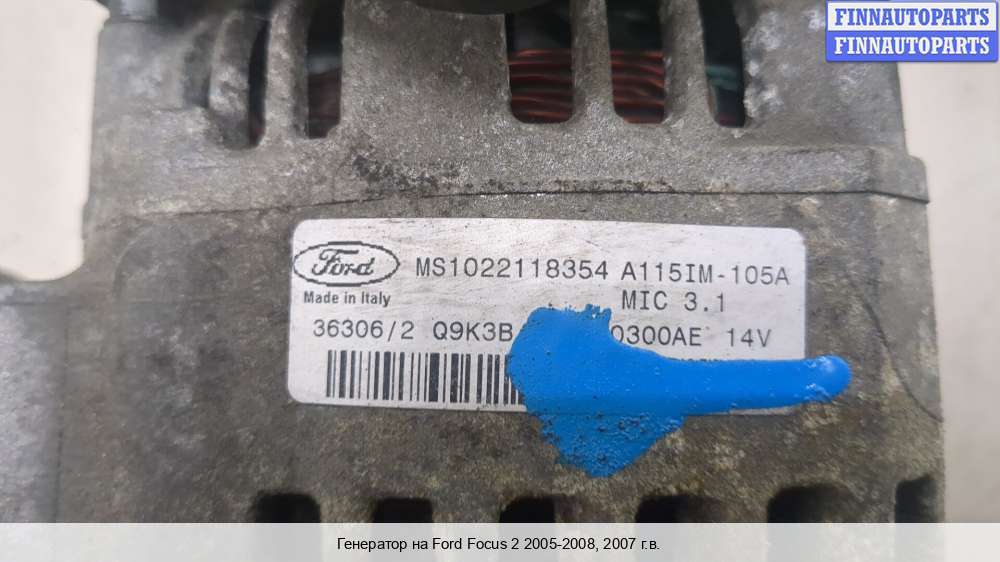 FINNAUTOPARTS
FINNAUTOPARTS
Ford MS1022118354 A115IM-105A
Made in Italy MIC 3.1
36306/2 Q9K3B 0300AE 14V
Генератор на Ford Focus 2 2005-2008, 2007 г.в.